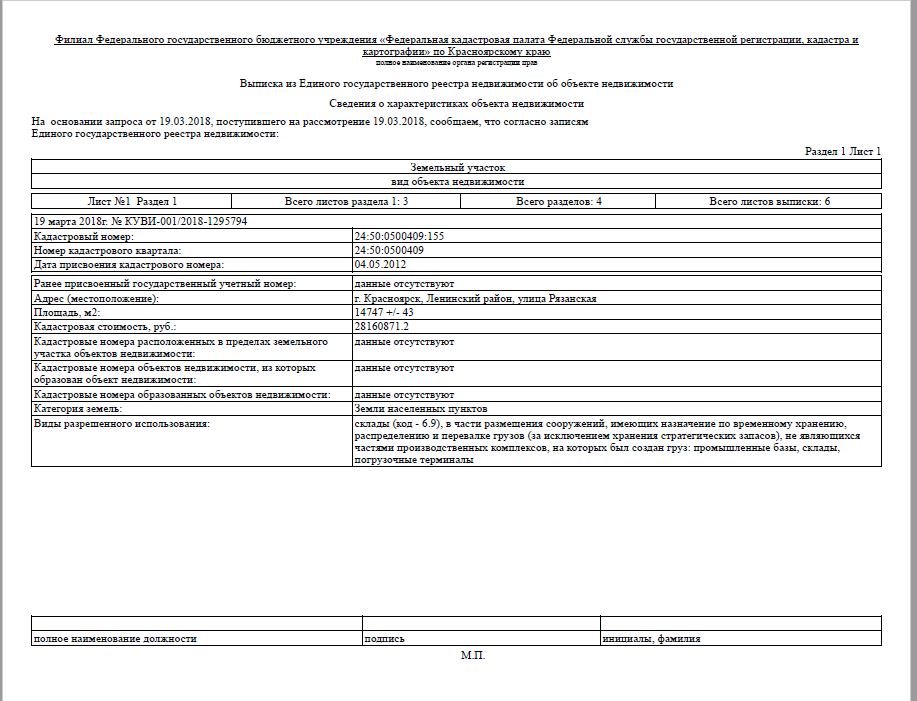 Филиал Федерального государственного бюджетного учреждения «Федеральная кадастровая палата Федеральной службы государственной регистрации, кадастра и
картографии» по Красноярскому краю
полное наименование органа регистрации прав
Выписка из Единого государственного реестра недвижимости об объекте недвижимости
Сведения о характеристиках объекта недвижимости
На основании запроса от 19.03.2018, поступившего на рассмотрение 19.03.2018, сообщаем, что согласно записям
Единого государственного реестра недвижимости:
Раздел 1 Лист 1
Земельный участок
вид объекта недвижимости
Лист №1 Раздел 1 Всего листов раздела 1: 3 Всего разделов: 4 Всего листов выписки: 6
19 марта 2018г. № КУВИ-001/2018-1295794
Кадастровый номер: 24:50:0500409:155
Номер кадастрового квартала: 24:50:0500409
Дата присвоения кадастрового номера: 04.05.2012
Ранее присвоенный государственный учетный номер: данные отсутствуют
Адрес (местоположение): г. Красноярск, Ленинский район, улица Рязанская
Площадь, м2: 14747 +/- 43
Кадастровая стоимость, руб.: 28160871.2
Кадастровые номера расположенных в пределах земельного данные отсутствуют
участка объектов недвижимости:
Кадастровые номера объектов недвижимости, из которых данные отсутствуют
образован объект недвижимости:
Кадастровые номера образованных объектов недвижимости: данные отсутствуют
Категория земель: Земли населенных пунктов
Виды разрешенного использования: склады (код - 6.9), в части размещения сооружений, имеющих назначение по временному хранению,
распределению и перевалке грузов (за исключением хранения стратегических запасов), не являющихся
частями производственных комплексов, на которых был создан груз: промышленные базы, склады,
погрузочные терминалы
полное наименование должности подпись инициалы, фамилия
М.П.